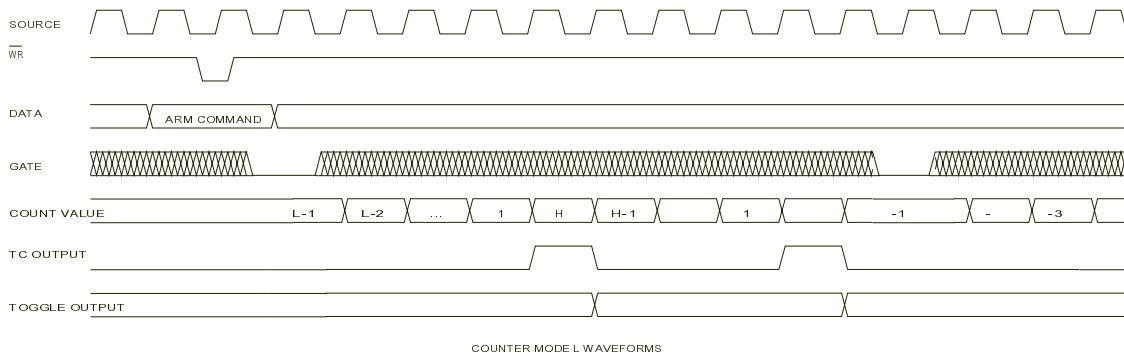 SOURCE
WR
DATA
ARM COMMAND
GATE
COUNT VALUE L-1 L-2 ... 1 H H-1 1 -1 - -3
TC OUTPUT
TOGGLE OUTPUT
COUNTER MODE L WAVEFORMS